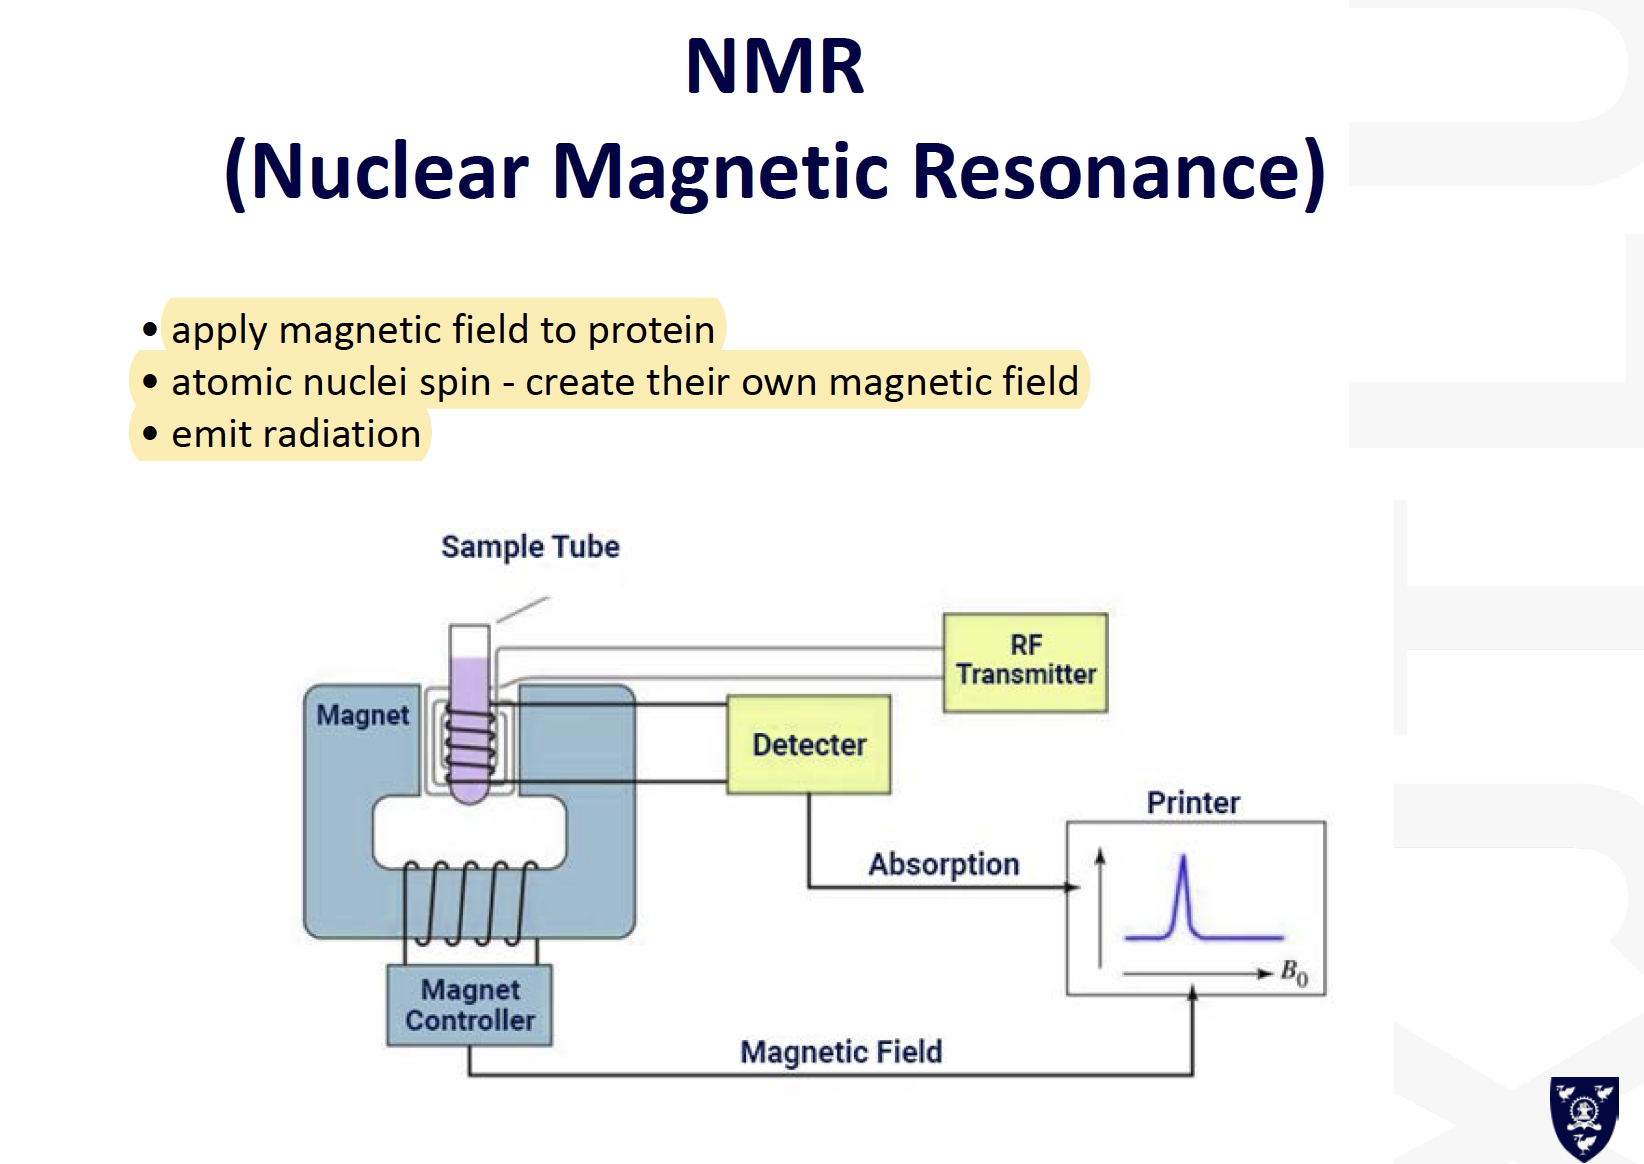 NMR
(Nuclear Magnetic Resonance)
• apply magnetic field to protein
• atomic nuclei spin - create their own magnetic field
• emit radiation
Sample Tube
RF
Transmitter
Magnet
Detecter
Printer
Absorption
B0
Magnet
Controller
Magnetic Field